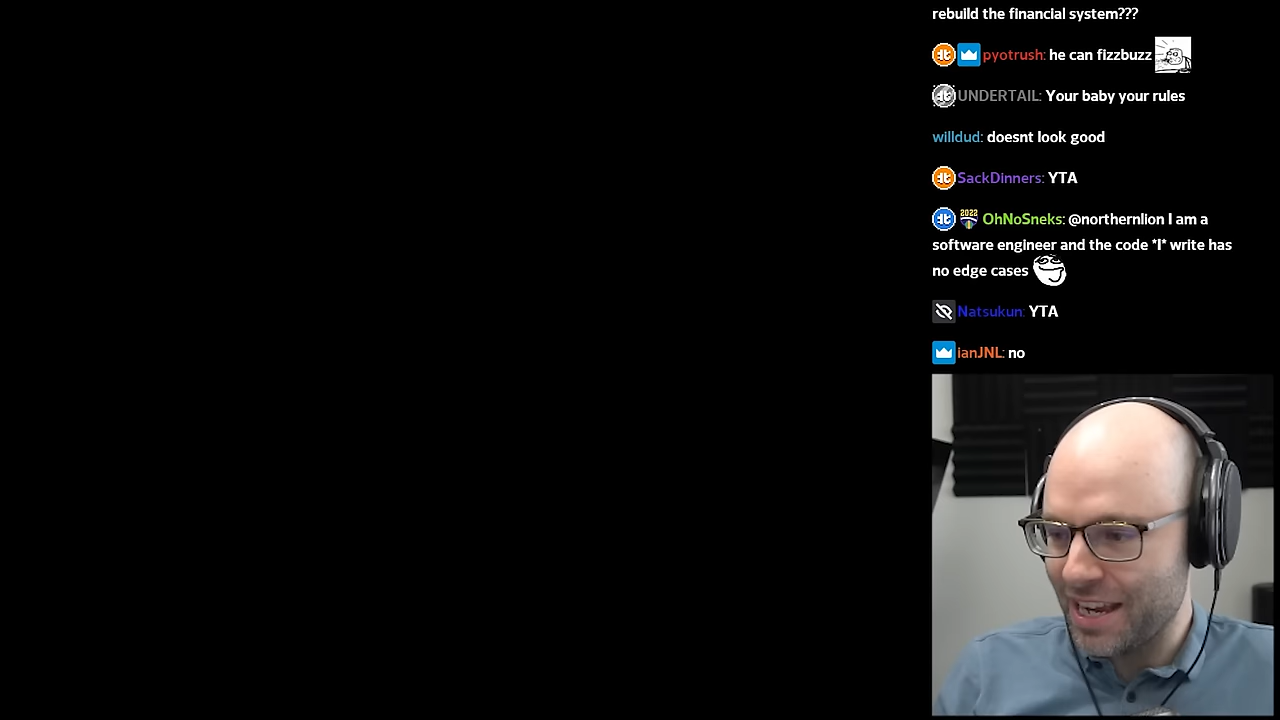 rebuild the financial system???
pyotrush: he can fizzbuzz
UNDERTAIL: Your baby your rules
willdud: doesnt look good
SackDinners: YTA
2022 OhNoSneks: @northernlion I am a
software engineer and the code *I* write has
no edge cases
Natsukun: YTA
ianJNL: no